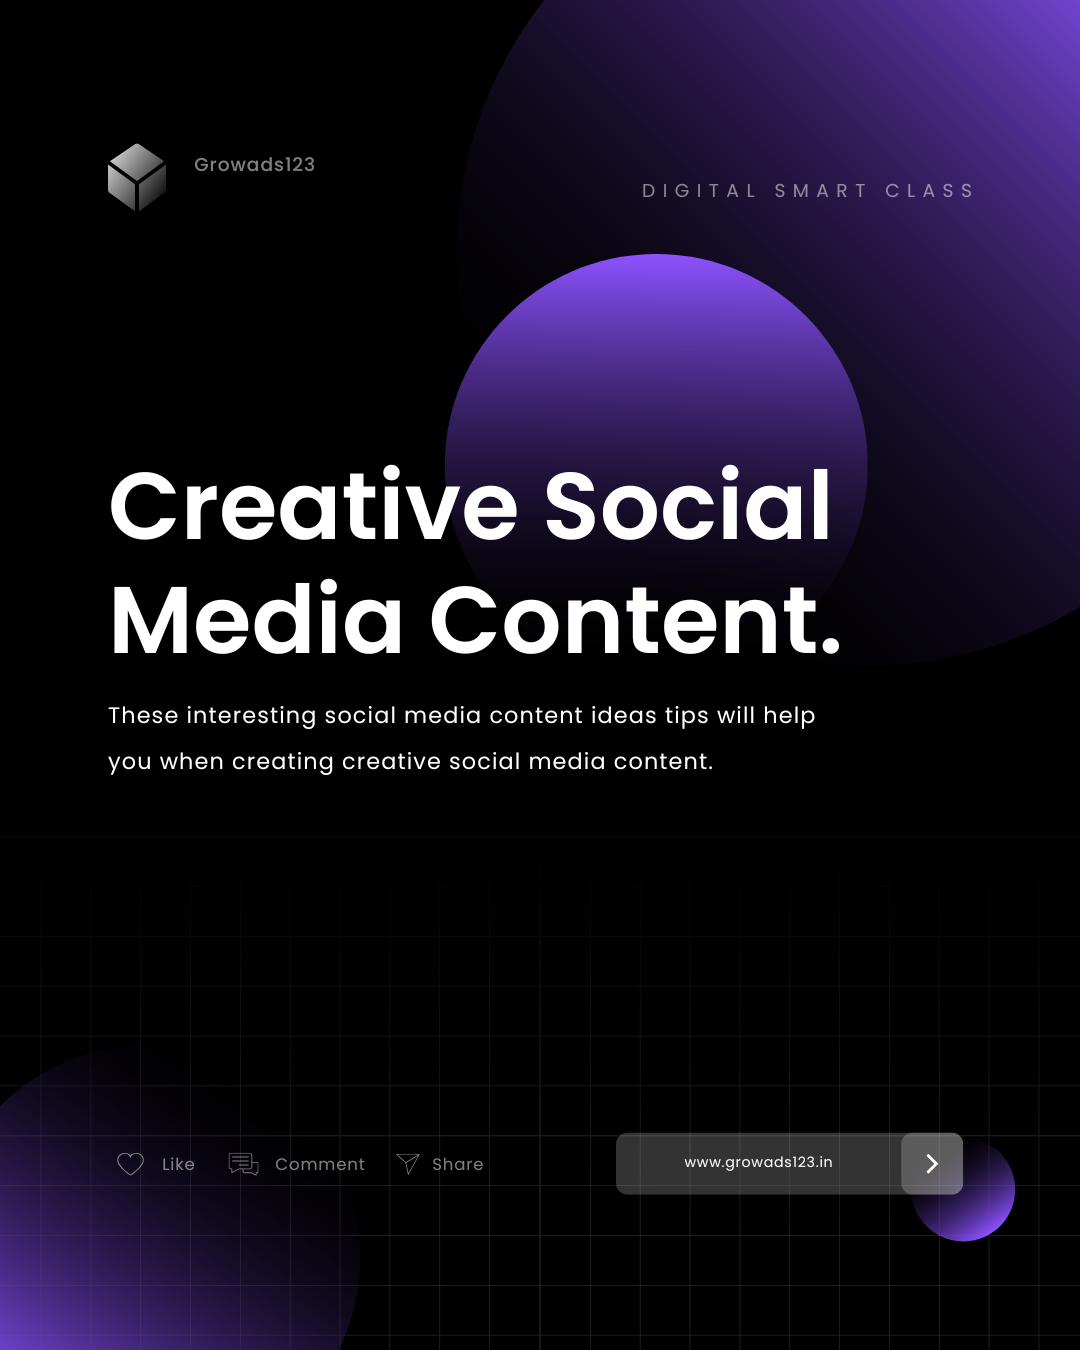 Growads123
DIGITAL SMART CLASS
Creative Social
Media Content.
These interesting social media content ideas tips will help
you when creating creative social media content.
Like Comment Share
www.growads123.in